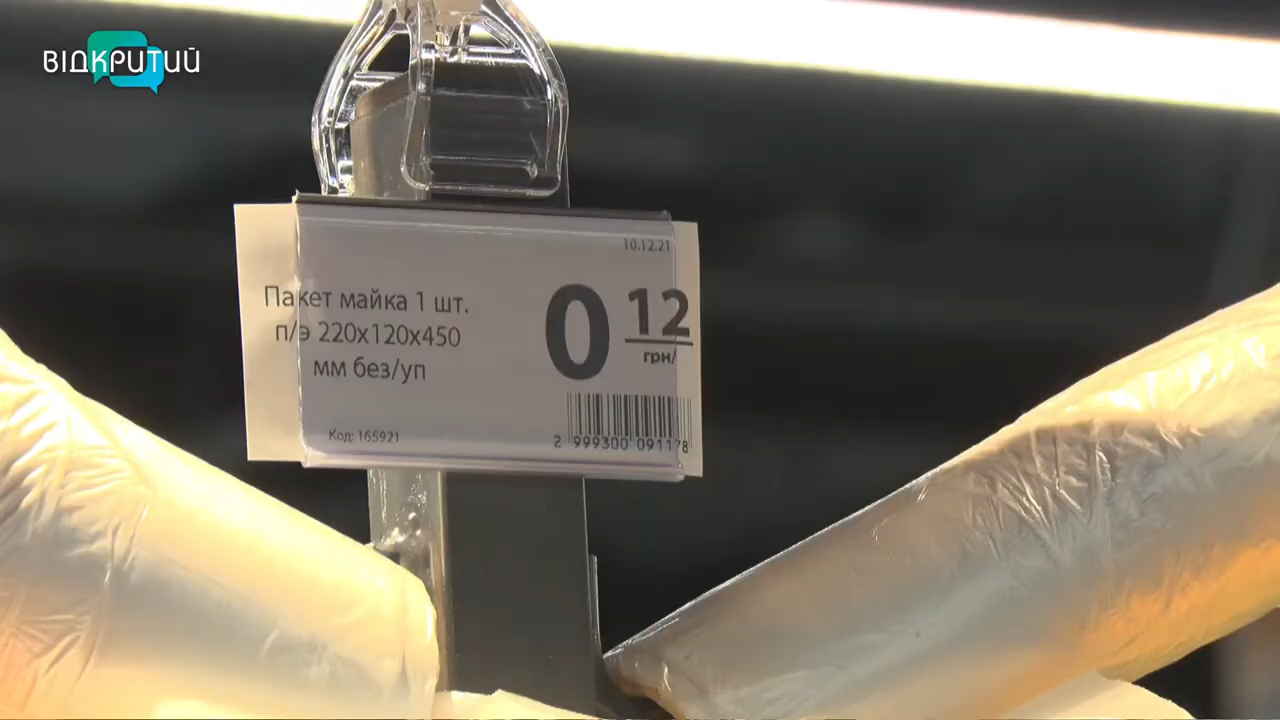 ВІДКРИТИЙ
10.12.21
Пакет майка 1 шт.
п/э 220х120х450
мм без/уп
0 12
грн/
Код: 165921
2 999300 091178